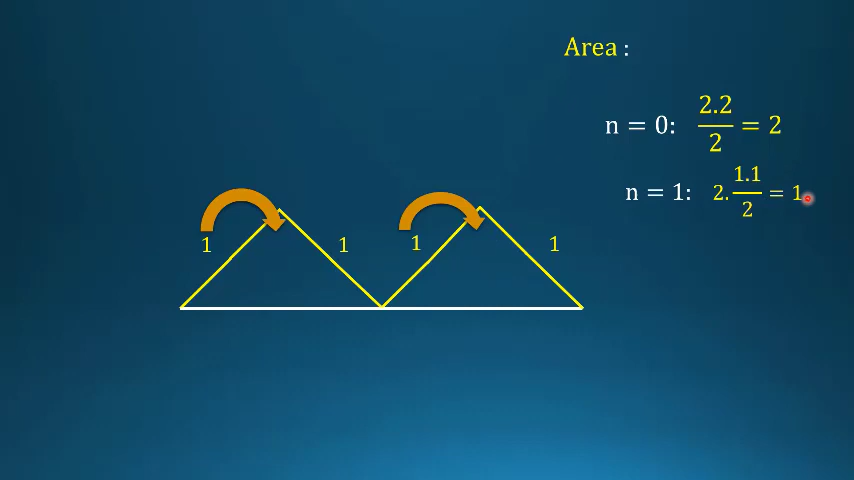 Area :
n = 0: 2.2/2 = 2
n = 1: 2. 1.1/2 = 1
1 1 1 1